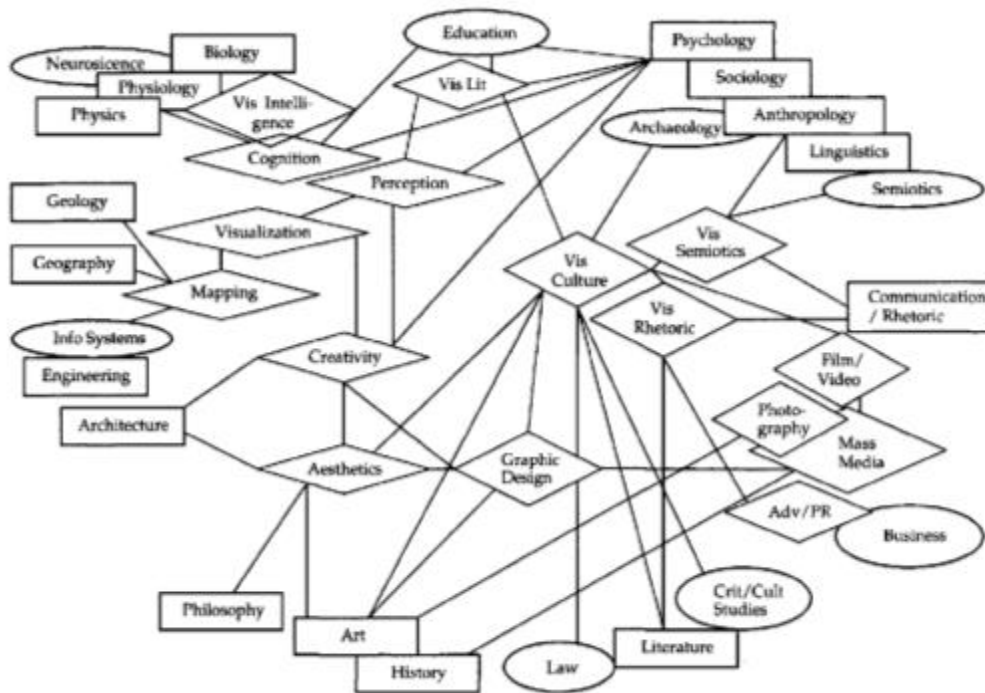 Education
Psychology
Biology
Neurosicence
Physiology
Vis Lit
Sociology
Vis Intelli-
gence
Physics
Archaeology
Anthropology
Cognition
Linguistics
Perception
Semiotics
Geology
Visualization
Vis
Semiotics
Geography
Vis
Culture
Mapping
Communication
/ Rhetoric
Vis
Rhetoric
Info Systems
Creativity
Film/
Video
Engineering
Photo-
graphy
Architecture
Mass
Media
Aesthetics
Graphic
Design
Adv/PR
Business
Philosophy
Crit/Cult
Studies
Art
Literature
History
Law